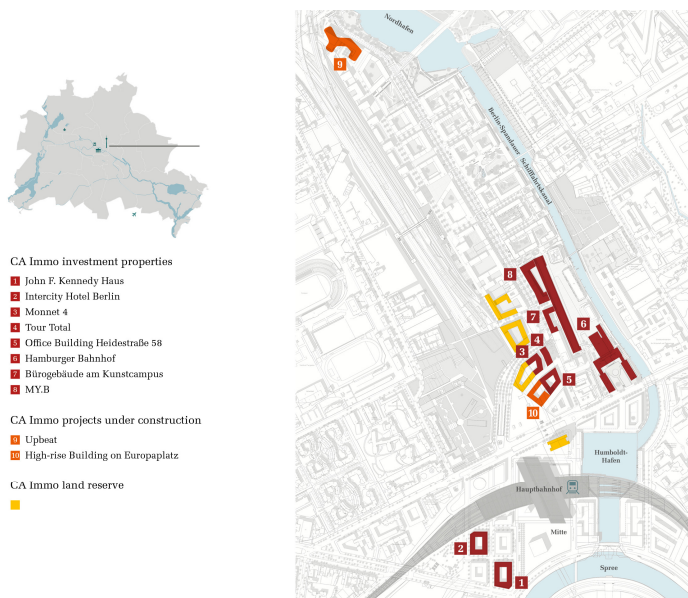 CA Immo investment properties
1 John F. Kennedy Haus
2 Intercity Hotel Berlin
3 Monnet 4
4 Tour Total
5 Office Building Heidestraße 58
6 Hamburger Bahnhof
7 Bürogebäude am Kunstcampus
8 MY.B
CA Immo projects under construction
9 Upbeat
10 High-rise Building on Europaplatz
CA Immo land reserve
Nordhafen
9
Berlin-Spandauer Schifffahrtskanal
8
7
6
4
3
5
10
Humboldt-
Hafen
Hauptbahnhof
Mitte
2
Spree
1